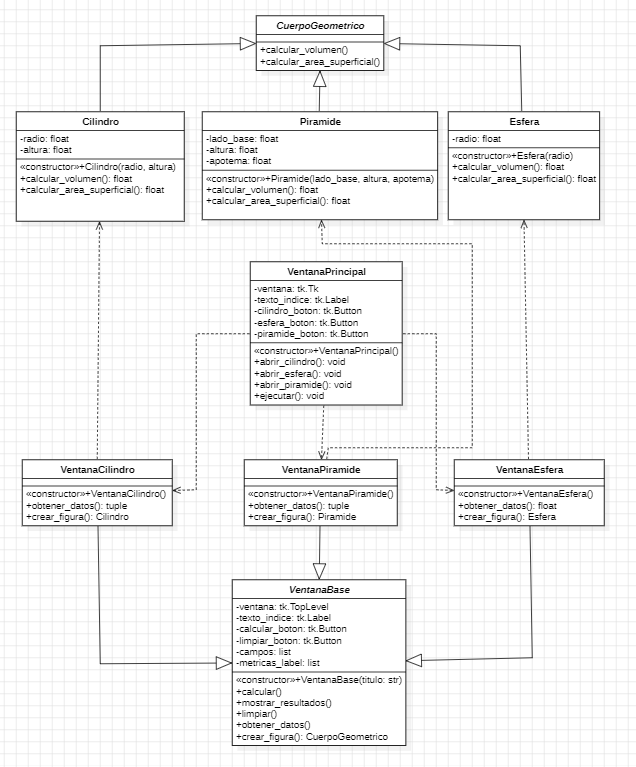 CuerpoGeometrico
+calcular_volumen()
+calcular_area_superficial()
Cilindro
-radio: float
-altura: float
«constructor»+Cilindro(radio, altura)
+calcular_volumen(): float
+calcular_area_superficial(): float
Piramide
-lado_base: float
-altura: float
-apotema: float
«constructor»+Piramide(lado_base, altura, apotema)
+calcular_volumen(): float
+calcular_area_superficial(): float
Esfera
-radio: float
«constructor»+Esfera(radio)
+calcular_volumen(): float
+calcular_area_superficial(): float
VentanaPrincipal
-ventana: tk.Tk
-texto_indice: tk.Label
-cilindro_boton: tk.Button
-esfera_boton: tk.Button
-piramide_boton: tk.Button
«constructor»+VentanaPrincipal()
+abrir_cilindro(): void
+abrir_esfera(): void
+abrir_piramide(): void
+ejecutar(): void
VentanaCilindro
«constructor»+VentanaCilindro()
+obtener_datos(): tuple
+crear_figura(): Cilindro
VentanaPiramide
«constructor»+VentanaPiramide()
+obtener_datos(): tuple
+crear_figura(): Piramide
VentanaEsfera
«constructor»+VentanaEsfera()
+obtener_datos(): float
+crear_figura(): Esfera
VentanaBase
-ventana: tk.TopLevel
-texto_indice: tk.Label
-calcular_boton: tk.Button
-limpiar_boton: tk.Button
-campos: list
-metricas_label: list
«constructor»+VentanaBase(titulo: str)
+calcular()
+mostrar_resultados()
+limpiar()
+obtener_datos()
+crear_figura(): CuerpoGeometrico